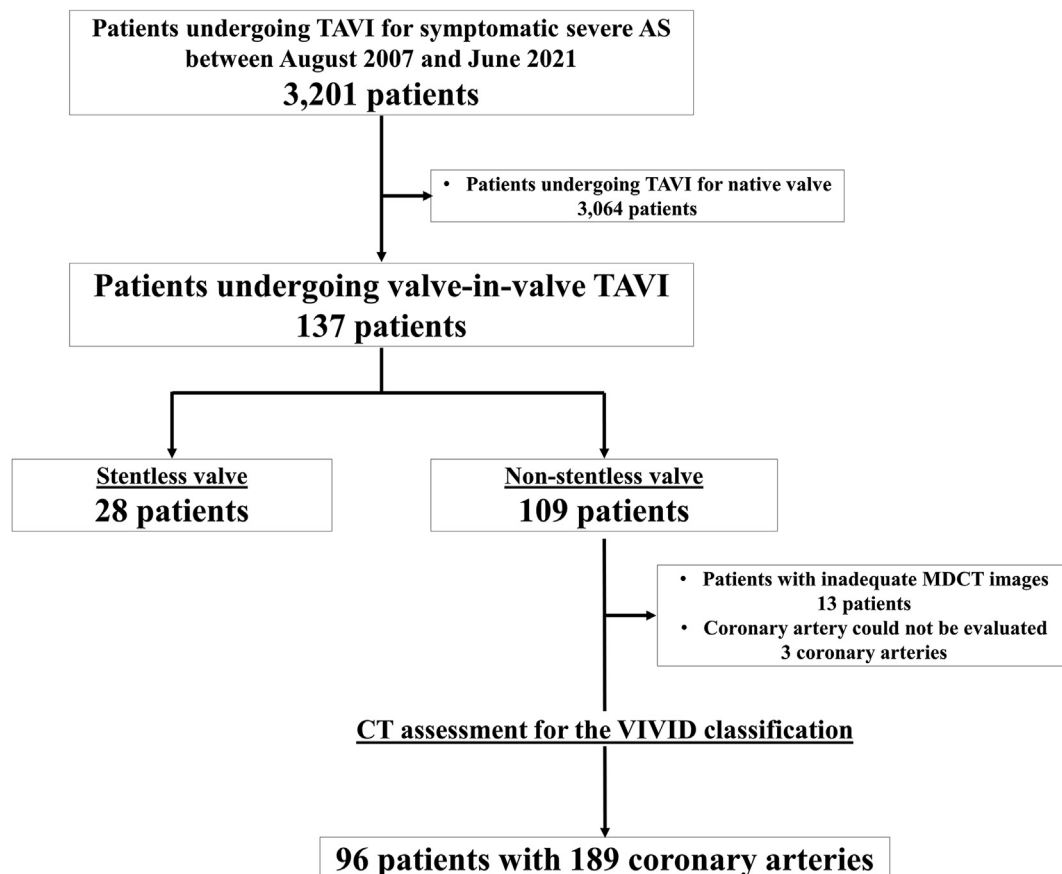 Patients undergoing TAVI for symptomatic severe AS
between August 2007 and June 2021
3,201 patients
• Patients undergoing TAVI for native valve
3,064 patients
Patients undergoing valve-in-valve TAVI
137 patients
Stentless valve
28 patients
Non-stentless valve
109 patients
• Patients with inadequate MDCT images
13 patients
• Coronary artery could not be evaluated
3 coronary arteries
CT assessment for the VIVID classification
96 patients with 189 coronary arteries